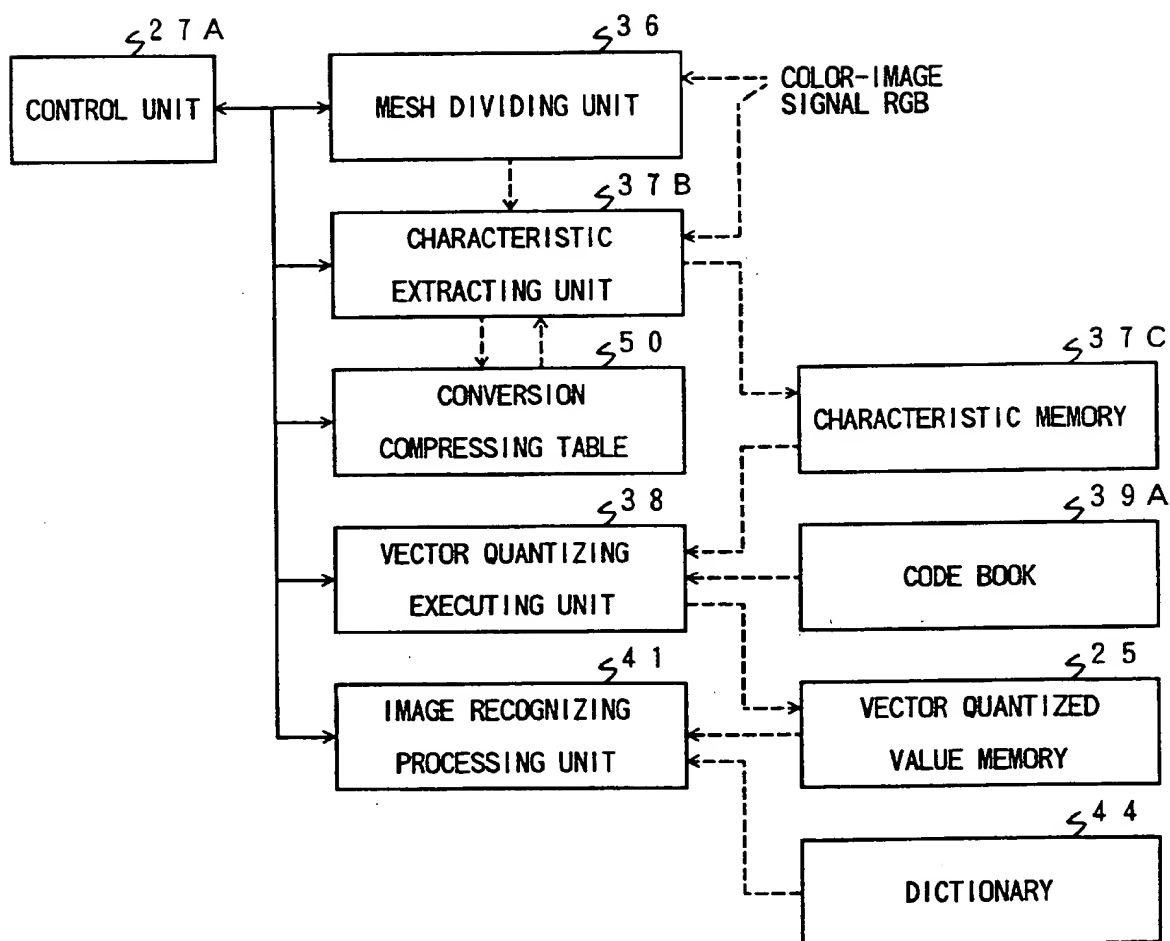 27A
CONTROL UNIT
36
MESH DIVIDING UNIT
COLOR-IMAGE
SIGNAL RGB
37B
CHARACTERISTIC
EXTRACTING UNIT
50
CONVERSION
COMPRESSING TABLE
37C
CHARACTERISTIC MEMORY
38
VECTOR QUANTIZING
EXECUTING UNIT
39A
CODE BOOK
41
IMAGE RECOGNIZING
PROCESSING UNIT
25
VECTOR QUANTIZED
VALUE MEMORY
44
DICTIONARY